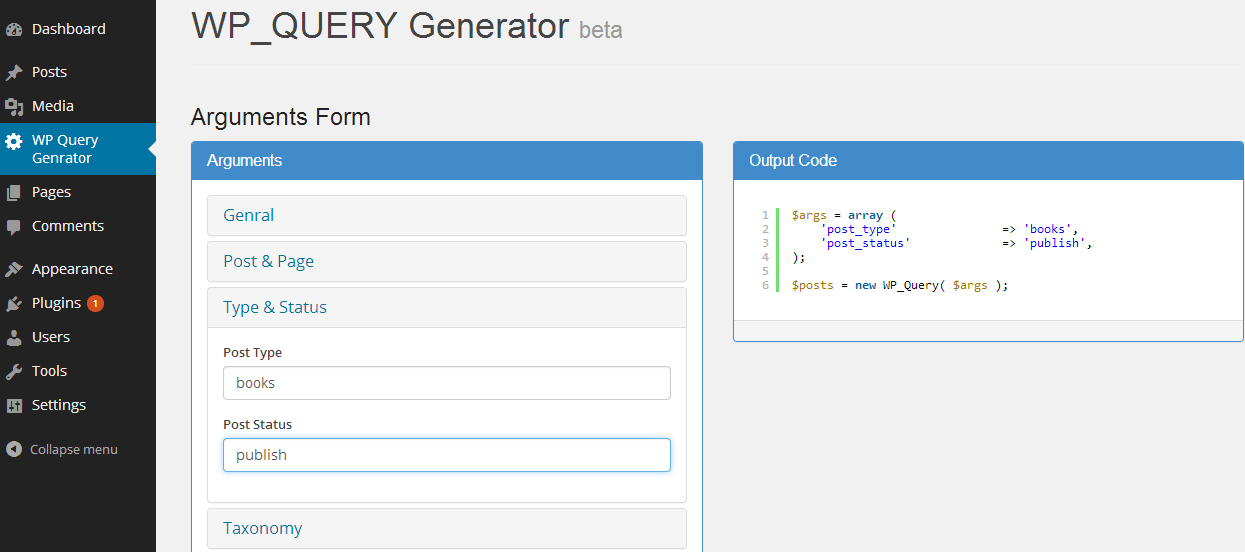 Dashboard
Posts
Media
WP Query
Genrator
Pages
Comments
Appearance
Plugins 1
Users
Tools
Settings
Collapse menu
WP_QUERY Generator beta
Arguments Form
Arguments
Genral
Post & Page
Type & Status
Post Type
books
Post Status
publish
Taxonomy
Output Code
1 $args = array (
2 'post_type' => 'books',
3 'post_status' => 'publish',
4 );
5
6 $posts = new WP_Query( $args );